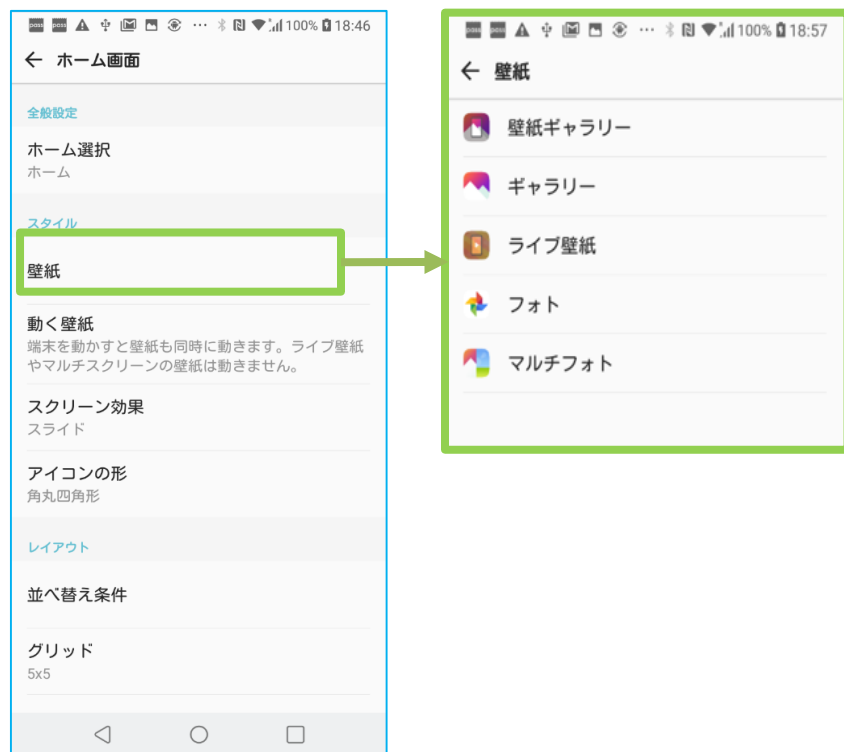 100% 18:46
← ホーム画面
全般設定
ホーム選択
ホーム
スタイル
壁紙
動く壁紙
端末を動かすと壁紙も同時に動きます。ライブ壁紙
やマルチスクリーンの壁紙は動きません。
スクリーン効果
スライド
アイコンの形
角丸四角形
レイアウト
並べ替え条件
グリッド
5x5
100% 18:57
← 壁紙
壁紙ギャラリー
ギャラリー
ライブ壁紙
フォト
マルチフォト